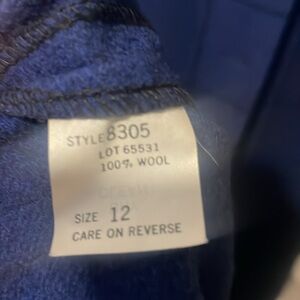 STYLE 8305
LOT 65531
100% WOOL
SIZE 12
CARE ON REVERSE